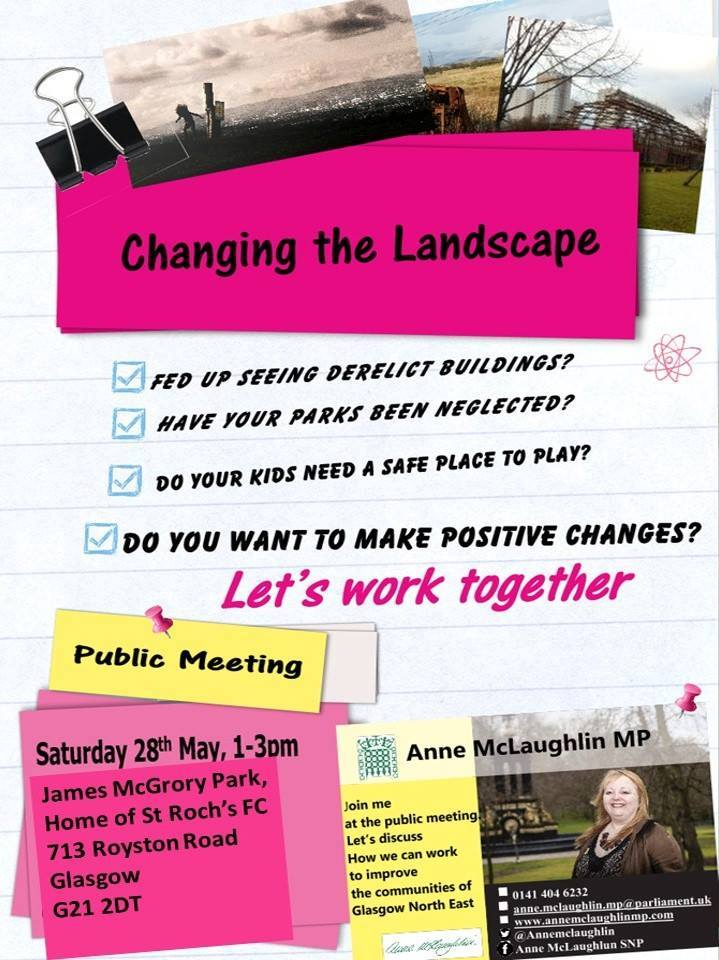 Changing the Landscape
FED UP SEEING DERELICT BUILDINGS?
HAVE YOUR PARKS BEEN NEGLECTED?
DO YOUR KIDS NEED A SAFE PLACE TO PLAY?
DO YOU WANT TO MAKE POSITIVE CHANGES?
Let's work together
Public Meeting
Saturday 28th May, 1-3pm
James McGrory Park,
Home of St Roch's FC
713 Royston Road
Glasgow
G21 2DT
Anne McLaughlin MP
Join me
at the public meeting.
Let's discuss
How we can work
to improve
the communities of
Glasgow North East
Anne McLaughlin
0141 404 6232
anne.mclaughlin.mp@parliament.uk
www.annemclaughlinmp.com
@Annemclaughlin
Anne McLaughlun SNP